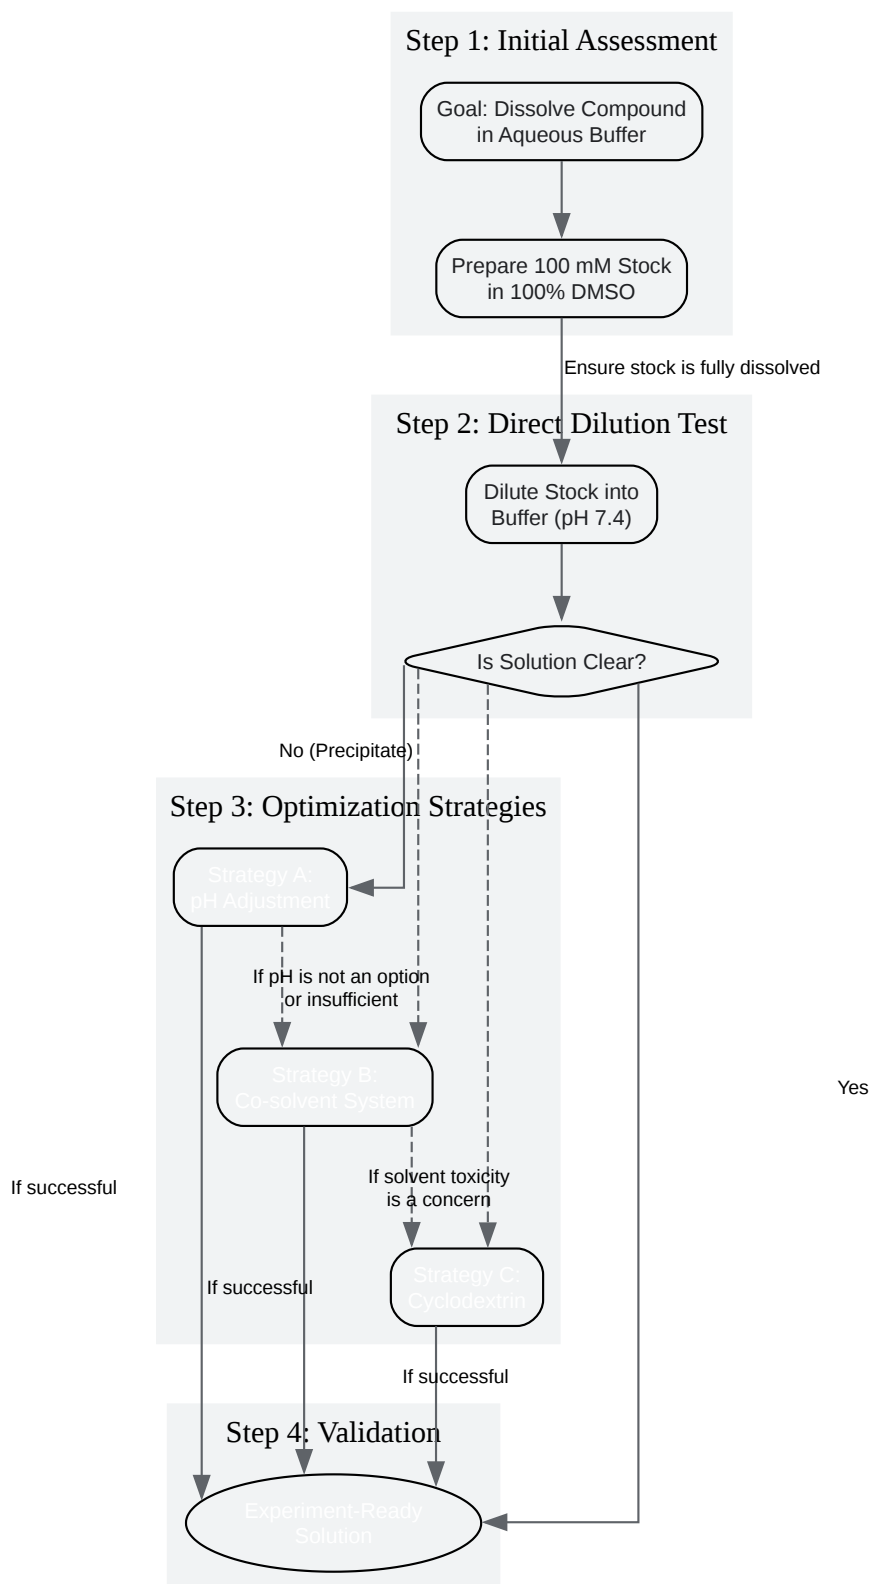 Step 1: Initial Assessment
Goal: Dissolve Compound
in Aqueous Buffer
Prepare 100 mM Stock
in 100% DMSO
Ensure stock is fully dissolved
Step 2: Direct Dilution Test
Dilute Stock into
Buffer (pH 7.4)
Is Solution Clear?
No (Precipitate)
Step 3: Optimization Strategies
Strategy A:
pH Adjustment
If pH is not an option
or insufficient
Strategy B:
Co-solvent System
Yes
If solvent toxicity
is a concern
If successful
Strategy C:
Cyclodextrin
If successful
If successful
Step 4: Validation
Experiment-Ready
Solution